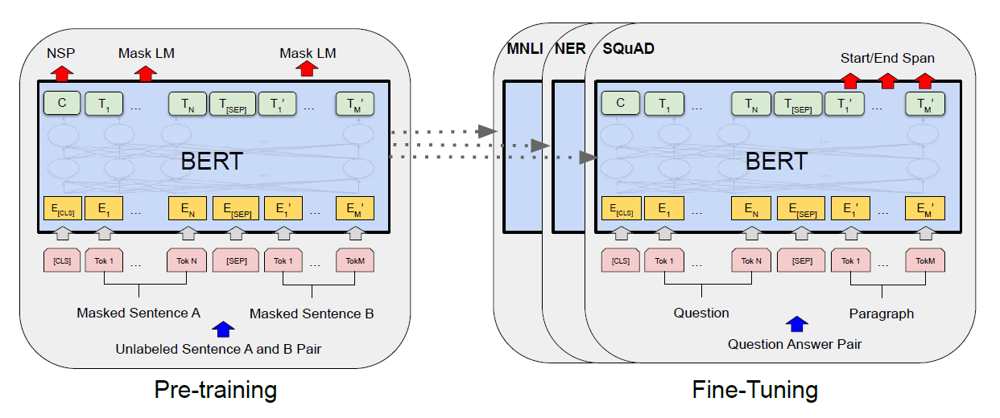 NSP Mask LM Mask LM
C T1 ... TN T[SEP] T1' ... TM'
...
BERT
...
E[CLS] E1 ... EN E[SEP] E1' ... EM'
[CLS] Tok 1 ... Tok N [SEP] Tok 1 ... TokM
Masked Sentence A Masked Sentence B
Unlabeled Sentence A and B Pair
Pre-training
MNLI NER SQuAD
Start/End Span
C T1 ... TN T[SEP] T1' ... TM'
...
BERT
...
E[CLS] E1 ... EN E[SEP] E1' ... EM'
[CLS] Tok 1 ... Tok N [SEP] Tok 1 ... TokM
Question Paragraph
Question Answer Pair
Fine-Tuning